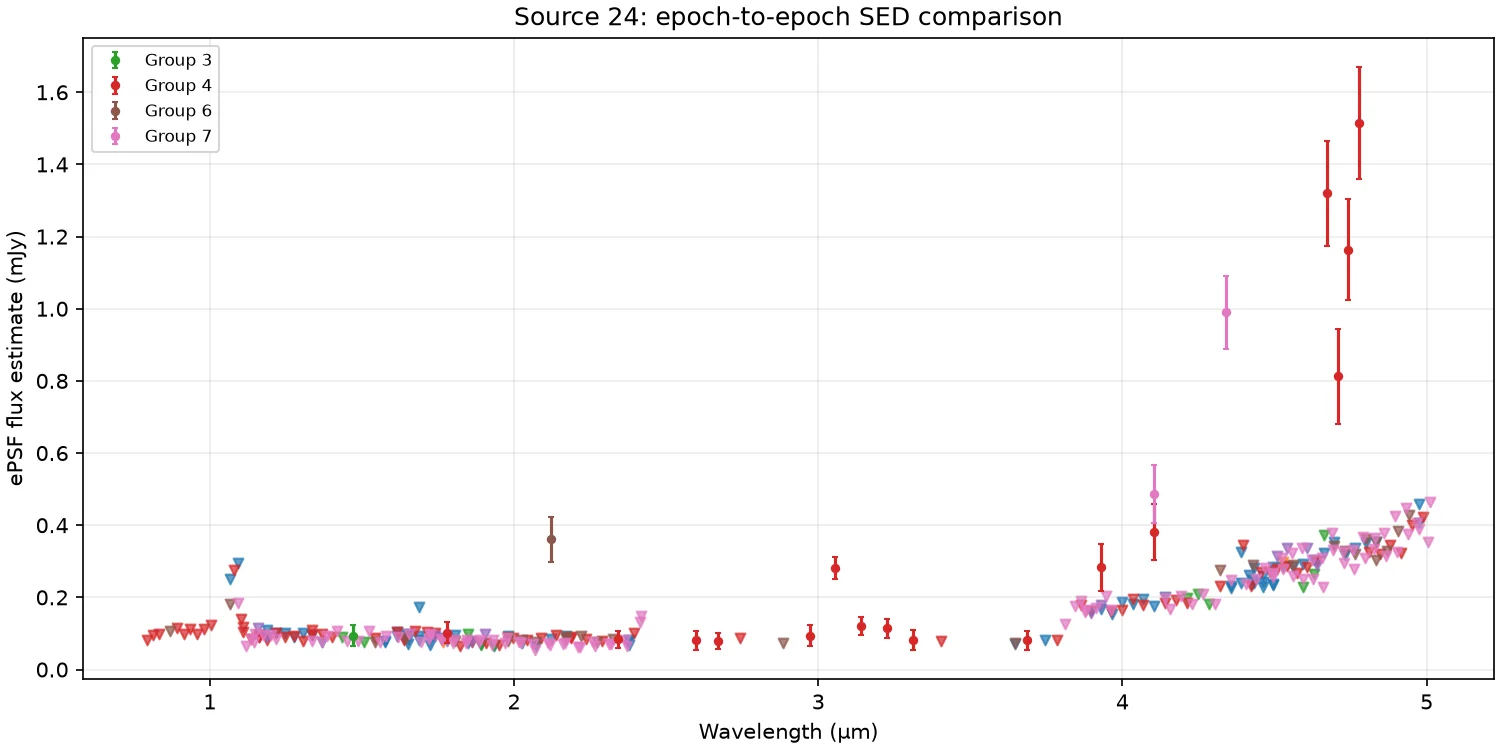 Source 24: epoch-to-epoch SED comparison
Group 3
Group 4
Group 6
Group 7
ePSF flux estimate (mJy)
1.6
1.4
1.2
1.0
0.8
0.6
0.4
0.2
0.0
1 2 3 4 5
Wavelength (μm)